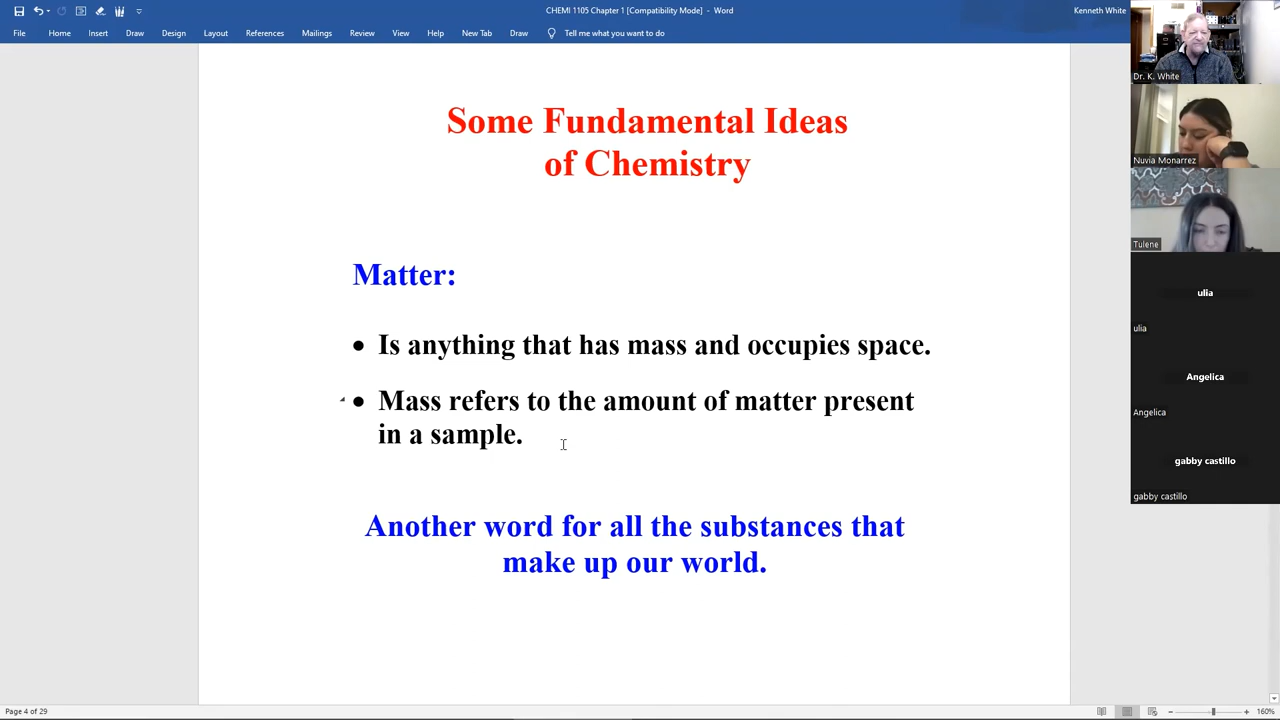 CHEMI 1105 Chapter 1 [Compatibility Mode] - Word
Kenneth White
File Home Insert Draw Design Layout References Mailings Review View Help New Tab Draw Tell me what you want to do
Some Fundamental Ideas
of Chemistry
Matter:
• Is anything that has mass and occupies space.
• Mass refers to the amount of matter present
in a sample.
Another word for all the substances that
make up our world.
Dr. K. White
Nuvia Monarrez
Tulene
ulia
ulia
Angelica
Angelica
gabby castillo
gabby castillo
Page 4 of 29
160%